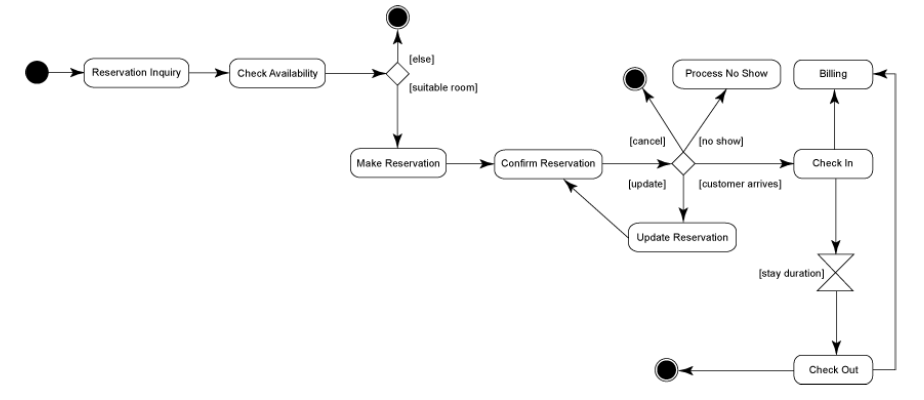 [else]
Reservation Inquiry
Check Availability
[suitable room]
Process No Show
Billing
[cancel]
[no show]
Make Reservation
Confirm Reservation
Check In
[update]
[customer arrives]
Update Reservation
[stay duration]
Check Out